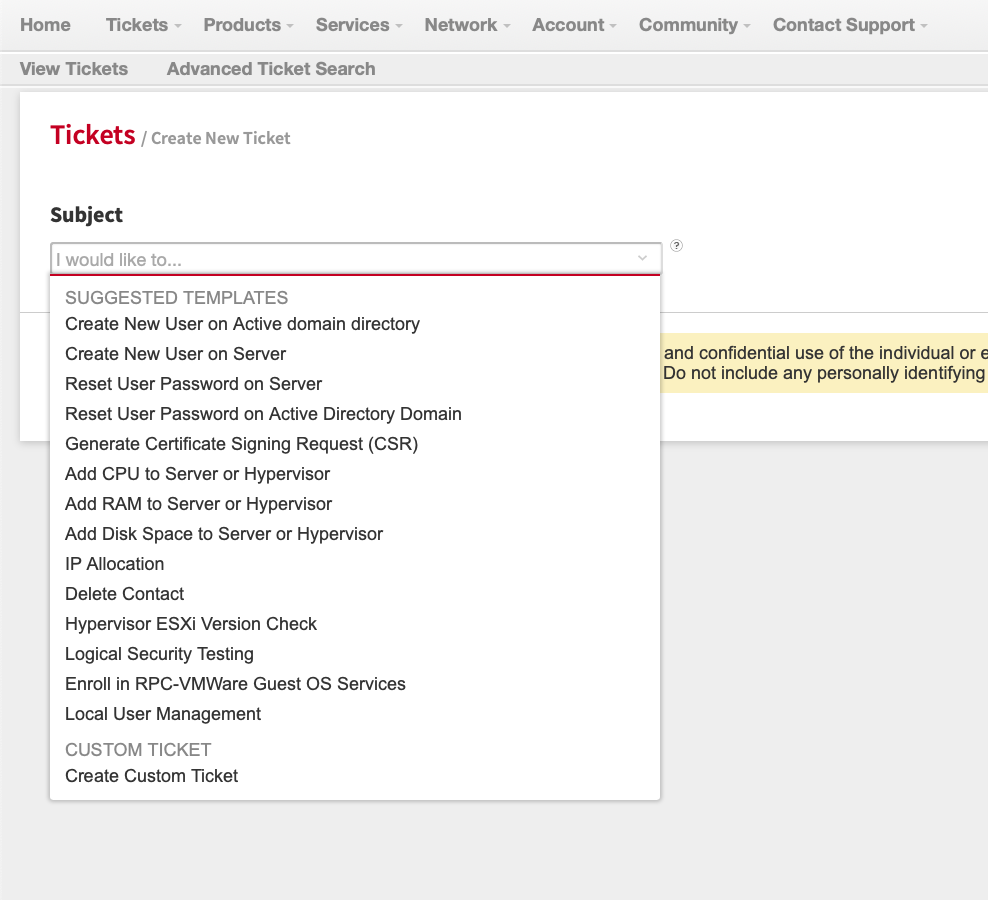 Home Tickets Products Services Network Account Community Contact Support
View Tickets Advanced Ticket Search
Tickets / Create New Ticket
Subject
I would like to... ?
SUGGESTED TEMPLATES
Create New User on Active domain directory
Create New User on Server
and confidential use of the individual or e
Do not include any personally identifying
Reset User Password on Server
Reset User Password on Active Directory Domain
Generate Certificate Signing Request (CSR)
Add CPU to Server or Hypervisor
Add RAM to Server or Hypervisor
Add Disk Space to Server or Hypervisor
IP Allocation
Delete Contact
Hypervisor ESXi Version Check
Logical Security Testing
Enroll in RPC-VMWare Guest OS Services
Local User Management
CUSTOM TICKET
Create Custom Ticket